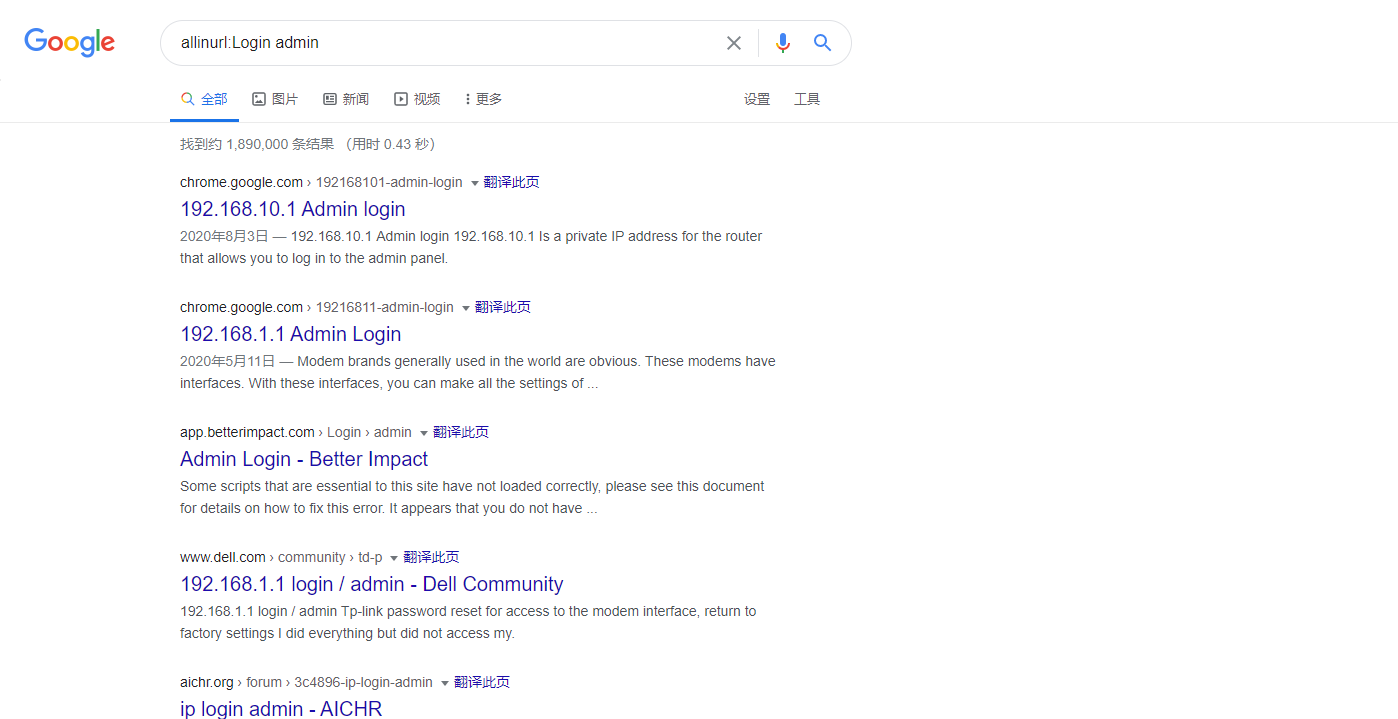 Google
allinurl:Login admin
全部 图片 新闻 视频 更多 设置 工具
找到约 1,890,000 条结果 （用时 0.43 秒）
chrome.google.com › 192168101-admin-login 翻译此页
192.168.10.1 Admin login
2020年8月3日 — 192.168.10.1 Admin login 192.168.10.1 Is a private IP address for the router
that allows you to log in to the admin panel.
chrome.google.com › 19216811-admin-login 翻译此页
192.168.1.1 Admin Login
2020年5月11日 — Modem brands generally used in the world are obvious. These modems have
interfaces. With these interfaces, you can make all the settings of ...
app.betterimpact.com › Login › admin 翻译此页
Admin Login - Better Impact
Some scripts that are essential to this site have not loaded correctly, please see this document
for details on how to fix this error. It appears that you do not have ...
www.dell.com › community › td-p 翻译此页
192.168.1.1 login / admin - Dell Community
192.168.1.1 login / admin Tp-link password reset for access to the modem interface, return to
factory settings I did everything but did not access my.
aichr.org › forum › 3c4896-ip-login-admin 翻译此页
ip login admin - AICHR